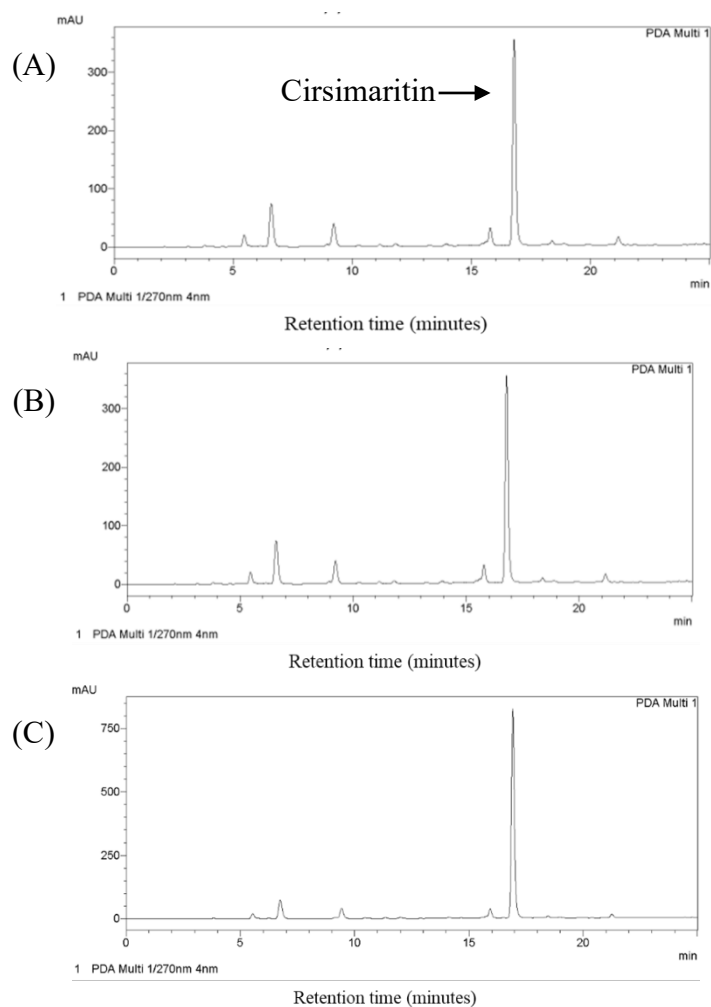 mAU
PDA Multi 1
(A)
300
Cirsimaritin
200
100
0
0 5 10 15 20
min
1 PDA Multi 1/270nm 4nm
Retention time (minutes)
mAU
PDA Multi 1
(B)
300
200
100
0
0 5 10 15 20
min
1 PDA Multi 1/270nm 4nm
Retention time (minutes)
mAU
PDA Multi 1
(C)
750
500
250
0
0 5 10 15 20
min
1 PDA Multi 1/270nm 4nm
Retention time (minutes)